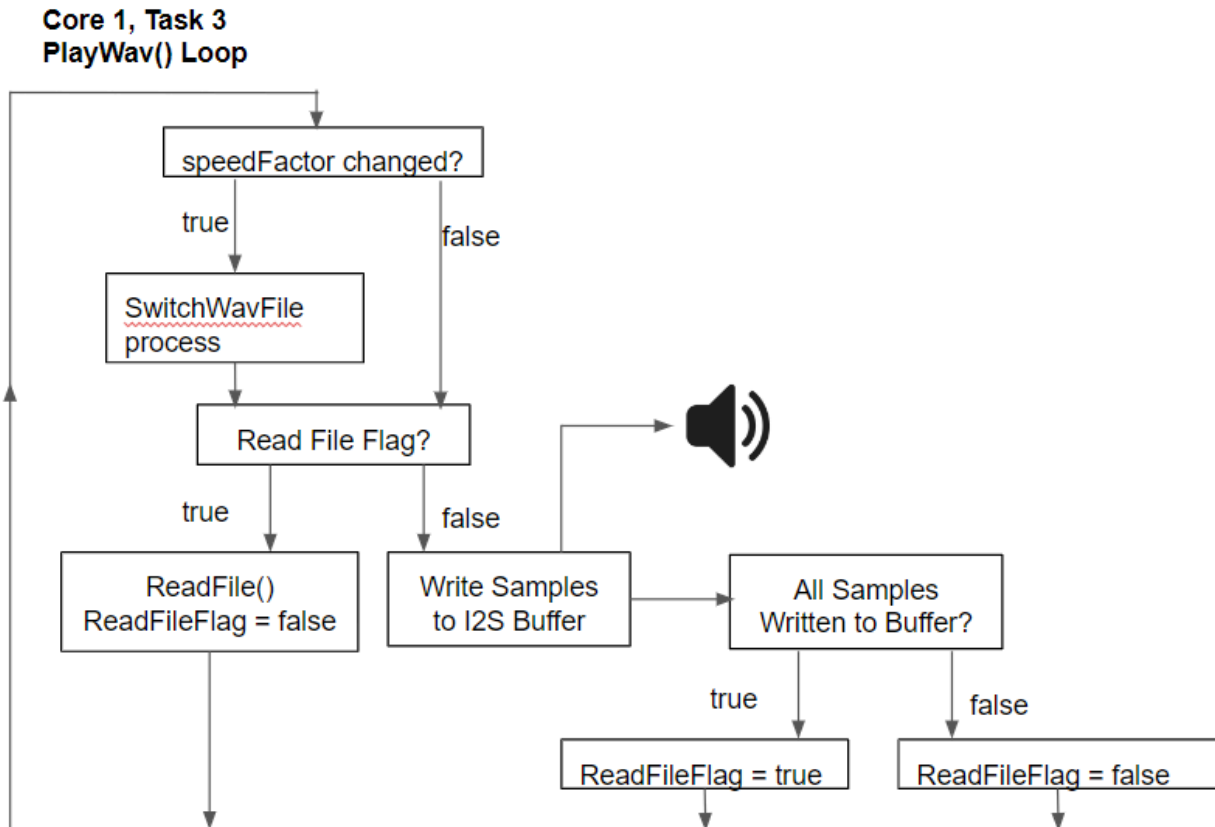 Core 1, Task 3
PlayWav() Loop
speedFactor changed?
true
false
SwitchWavFile
process
Read File Flag?
true
false
ReadFile()
ReadFileFlag = false
Write Samples
to I2S Buffer
All Samples
Written to Buffer?
true
false
ReadFileFlag = true
ReadFileFlag = false